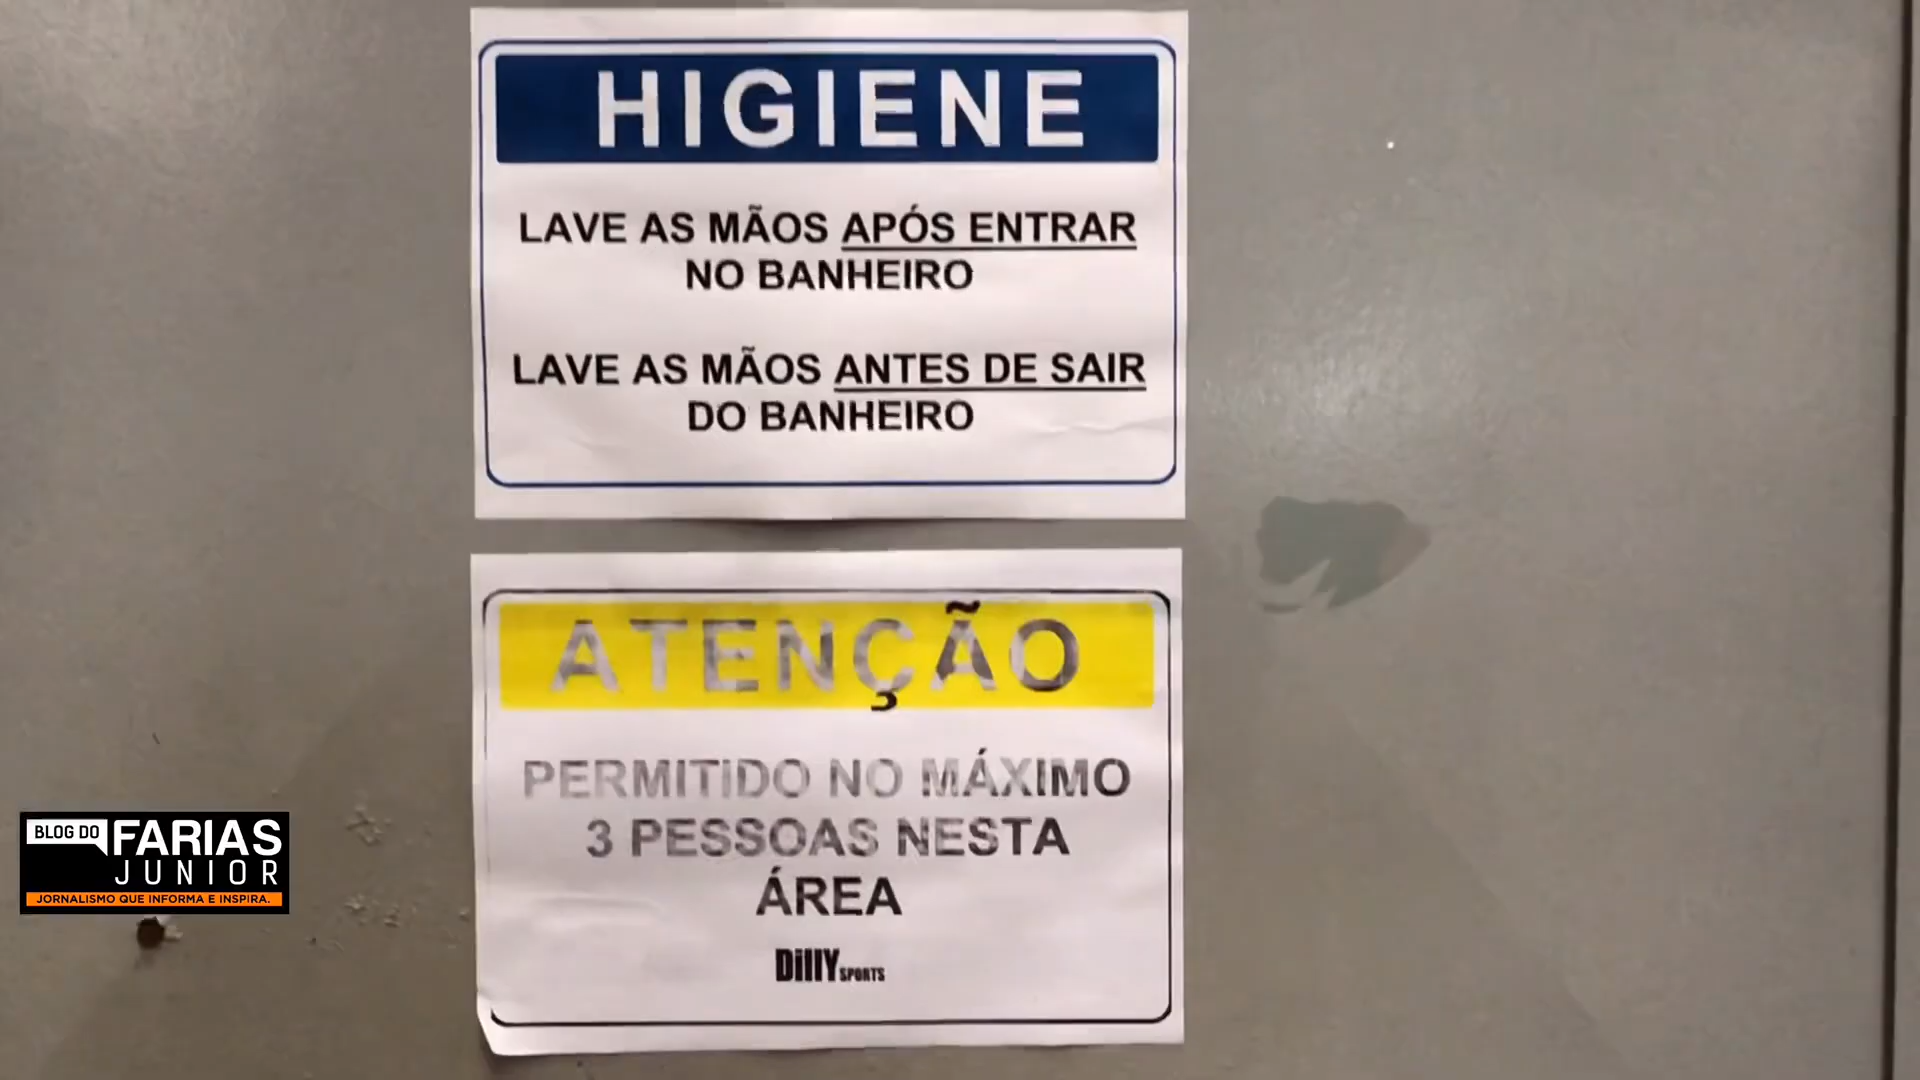 HIGIENE
LAVE AS MÃOS APÓS ENTRAR
NO BANHEIRO
LAVE AS MÃOS ANTES DE SAIR
DO BANHEIRO
ATENÇÃO
PERMITIDO NO MÁXIMO
3 PESSOAS NESTA
ÁREA
DillY SPORTS
BLOG DO
FARIAS
JUNIOR
JORNALISMO QUE INFORMA E INSPIRA.